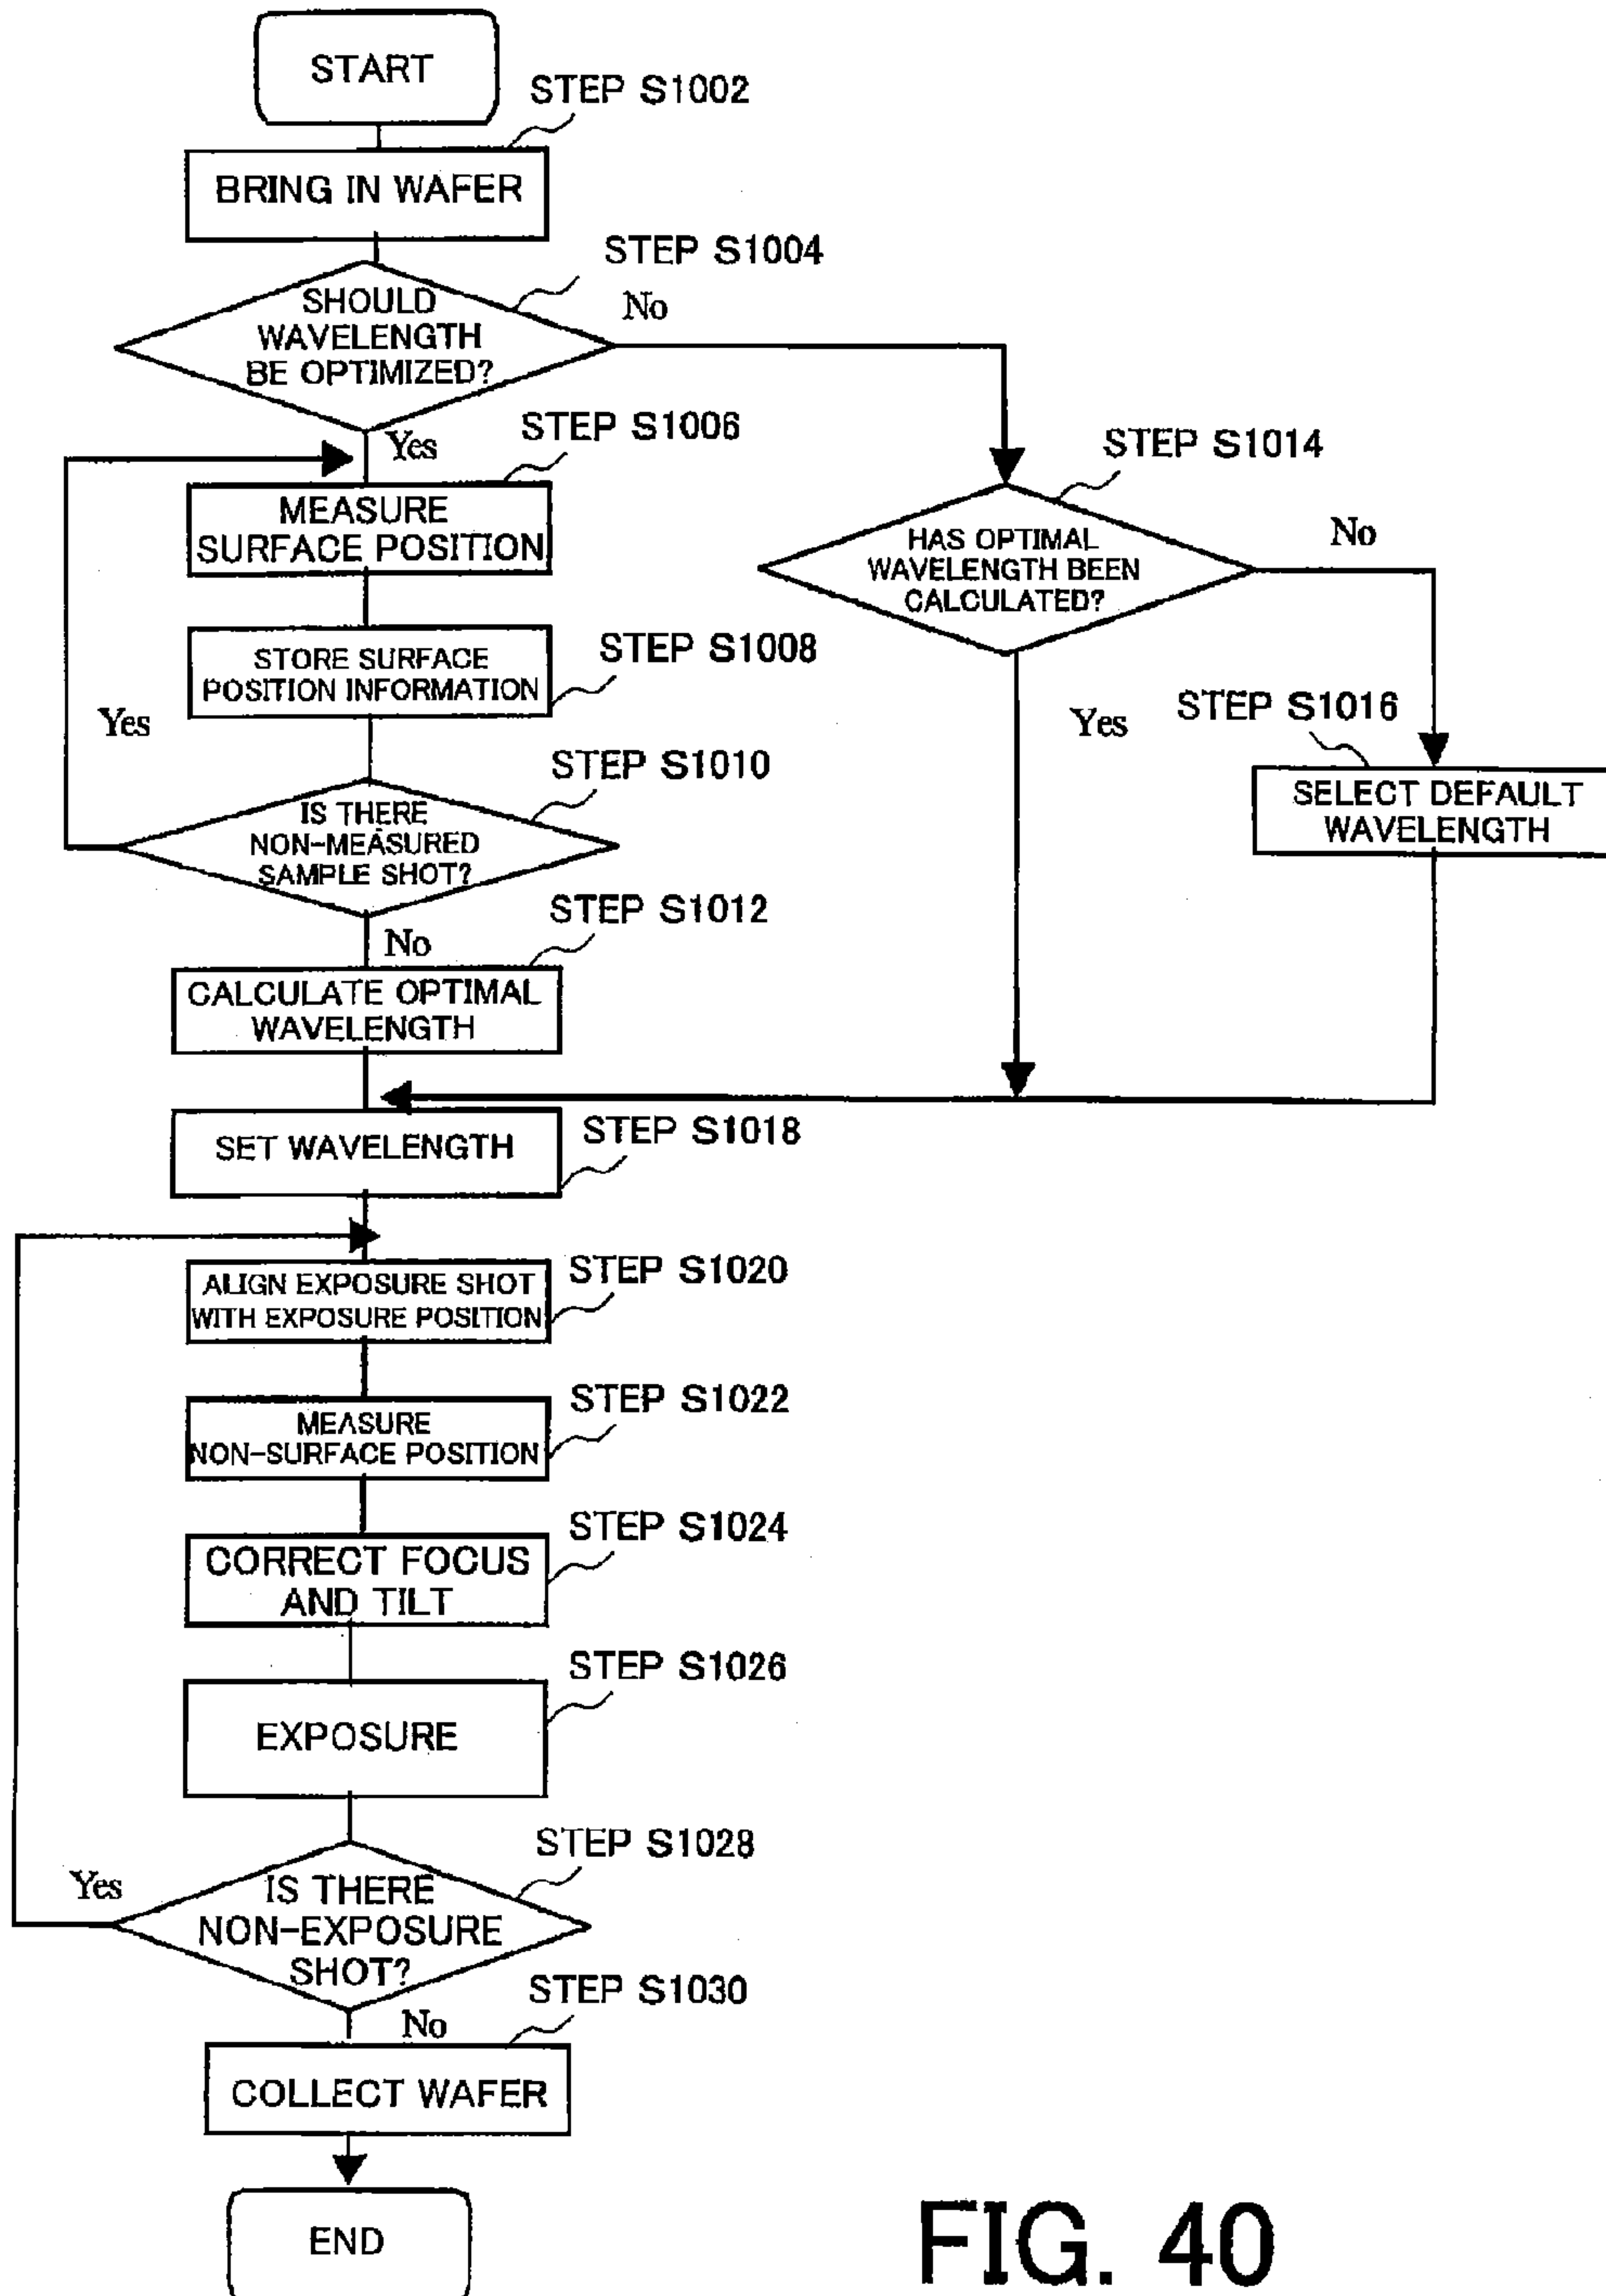 START
STEP S1002
BRING IN WAFER
STEP S1004
SHOULD
WAVELENGTH
BE OPTIMIZED?
No
Yes
STEP S1006
MEASURE
SURFACE POSITION
STEP S1008
STORE SURFACE
POSITION INFORMATION
Yes
STEP S1010
IS THERE
NON-MEASURED
SAMPLE SHOT?
No
STEP S1012
CALCULATE OPTIMAL
WAVELENGTH
STEP S1014
HAS OPTIMAL
WAVELENGTH BEEN
CALCULATED?
No
Yes
STEP S1016
SELECT DEFAULT
WAVELENGTH
STEP S1018
SET WAVELENGTH
STEP S1020
ALIGN EXPOSURE SHOT
WITH EXPOSURE POSITION
STEP S1022
MEASURE
NON-SURFACE POSITION
STEP S1024
CORRECT FOCUS
AND TILT
STEP S1026
EXPOSURE
STEP S1028
Yes
IS THERE
NON-EXPOSURE
SHOT?
No
STEP S1030
COLLECT WAFER
END
FIG. 40